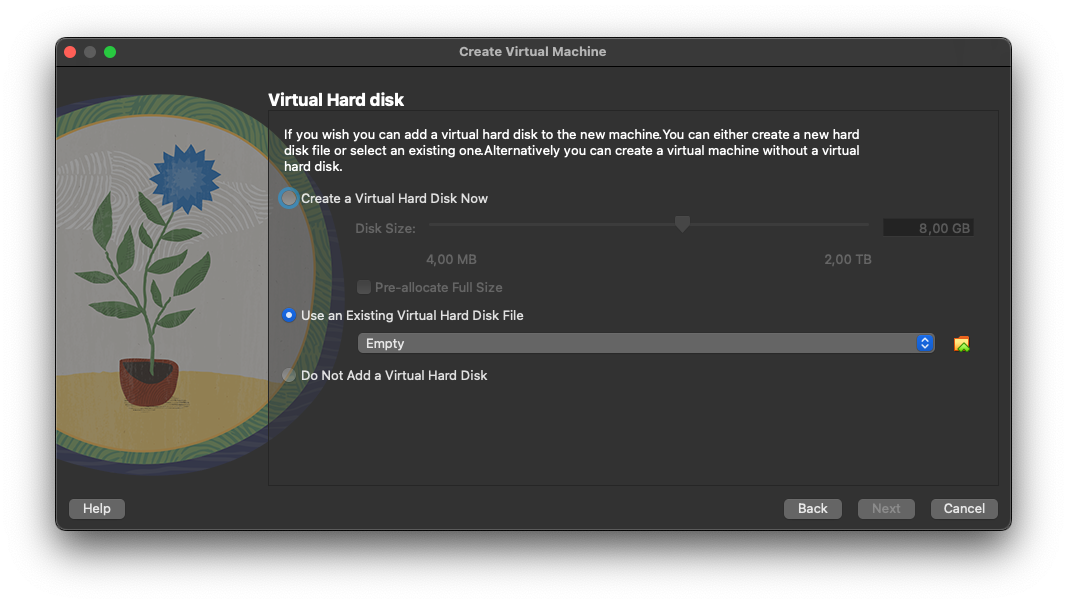 Create Virtual Machine
Virtual Hard disk
If you wish you can add a virtual hard disk to the new machine.You can either create a new hard
disk file or select an existing one.Alternatively you can create a virtual machine without a virtual
hard disk.
Create a Virtual Hard Disk Now
Disk Size:
8,00 GB
4,00 MB
2,00 TB
Pre-allocate Full Size
Use an Existing Virtual Hard Disk File
Empty
Do Not Add a Virtual Hard Disk
Help
Back
Next
Cancel